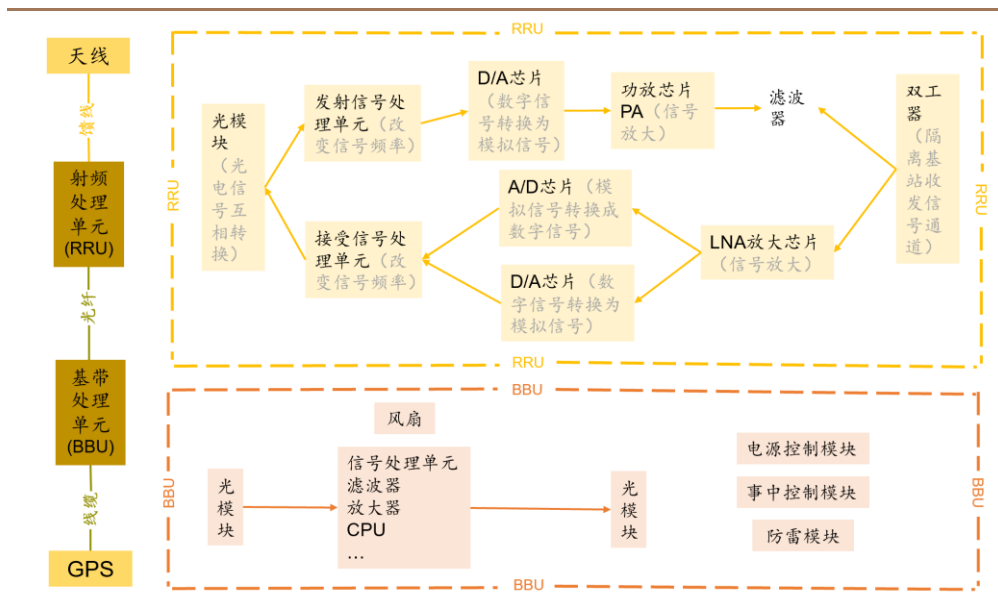 天线
馈线
射频
处理
单元
(RRU)
光纤
基带
处理
单元
(BBU)
线缆
GPS
RRU
RRU
RRU
RRU
光模
块
（光
电信
号互
相转
换）
发射信号处
理单元（改
变信号频率）
D/A芯片
（数字信
号转换为
模拟信号）
功放芯片
PA（信号
放大）
滤波
器
双工
器
（隔
离基
站收
发信
号通
道）
接受信号处
理单元（改
变信号频率）
A/D芯片（模
拟信号转换成
数字信号）
D/A芯片（数
字信号转换为
模拟信号）
LNA放大芯片
（信号放大）
BBU
BBU
BBU
BBU
风扇
光
模
块
信号处理单元
滤波器
放大器
CPU
…
光
模
块
电源控制模块
事中控制模块
防雷模块